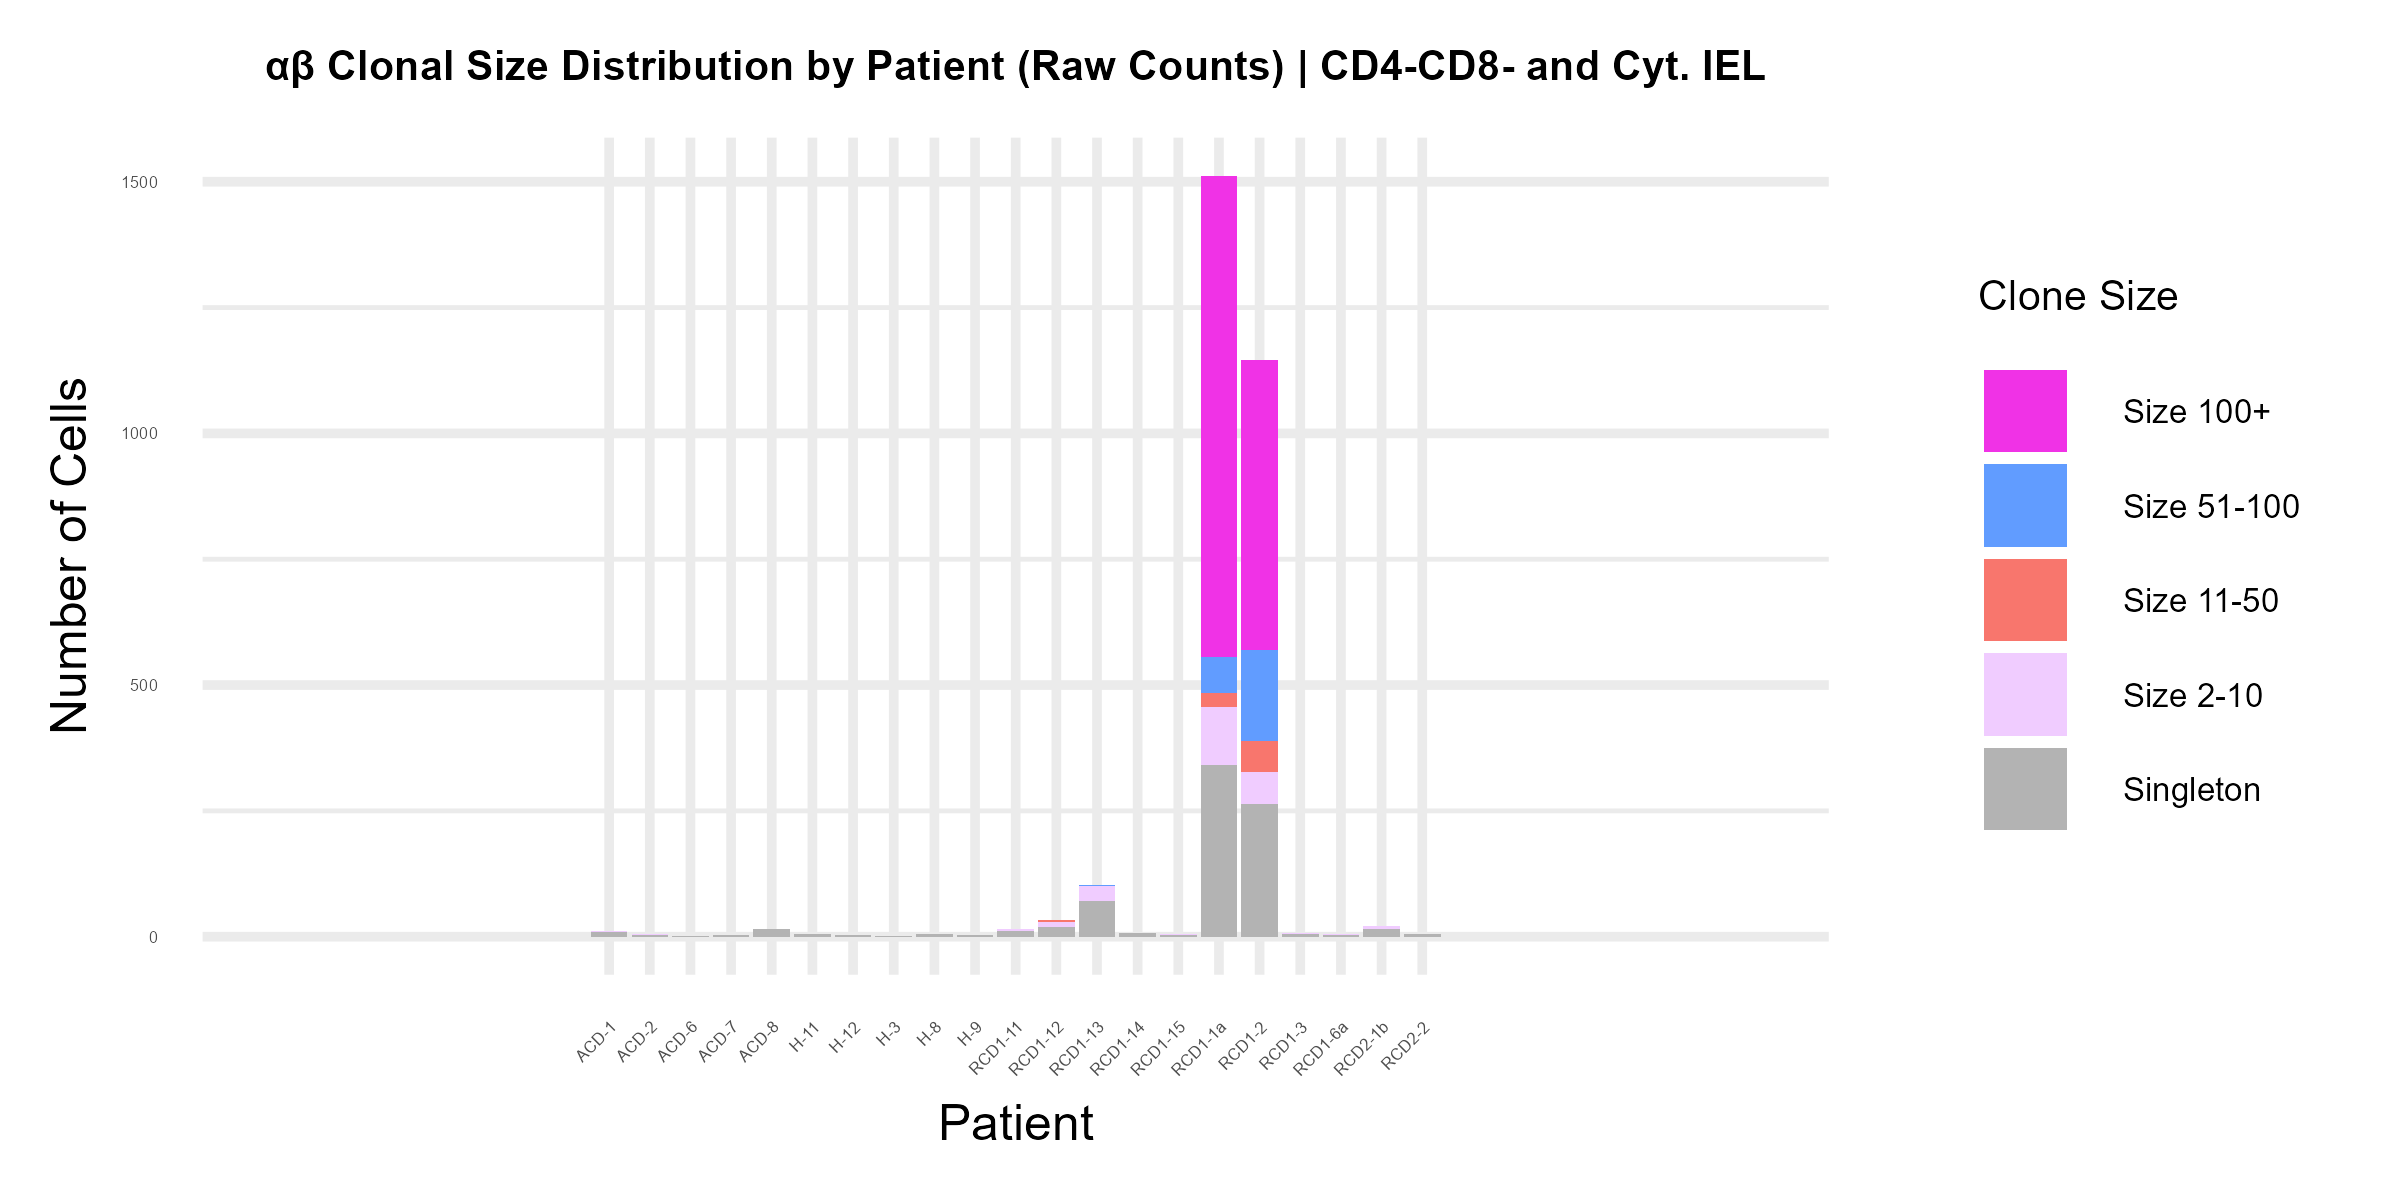 αβ Clonal Size Distribution by Patient (Raw Counts) | CD4-CD8- and Cyt. IEL
Number of Cells
1500
1000
500
0
ACD-1
ACD-2
ACD-6
ACD-7
ACD-8
H-11
H-12
H-3
H-8
H-9
RCD1-11
RCD1-12
RCD1-13
RCD1-14
RCD1-15
RCD1-1a
RCD1-2
RCD1-3
RCD1-6a
RCD2-1b
RCD2-2
Patient
Clone Size
Size 100+
Size 51-100
Size 11-50
Size 2-10
Singleton